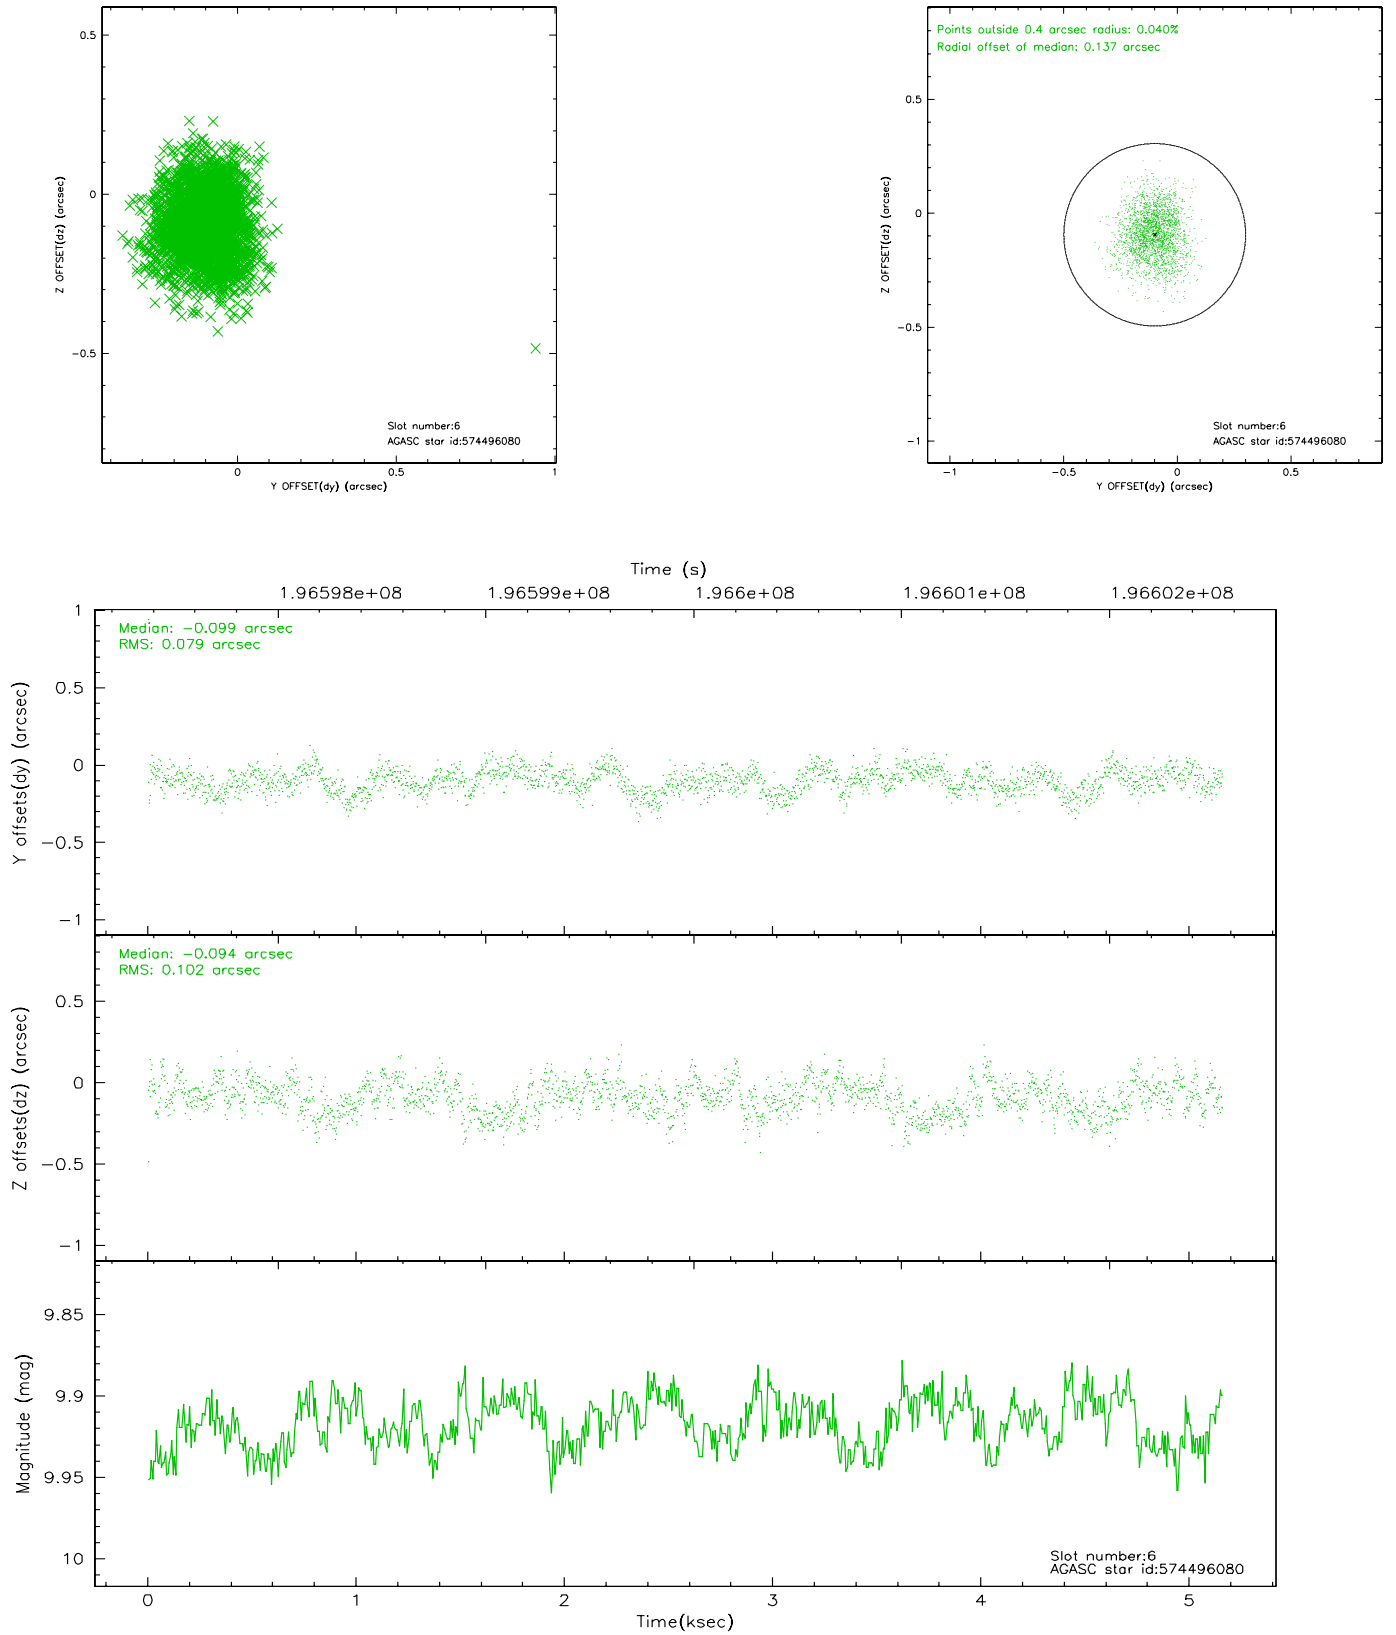 0.5
0
-0.5
Z OFFSET(dz) (arcsec)
Slot number:6
AGASC star id:574496080
0
0.5
1
Y OFFSET(dy) (arcsec)
Points outside 0.4 arcsec radius: 0.040%
Radial offset of median: 0.137 arcsec
0.5
0
-0.5
-1
Z OFFSET(dz) (arcsec)
Slot number:6
AGASC star id:574496080
-1
-0.5
0
0.5
Y OFFSET(dy) (arcsec)
Time (s)
1.96598e+08
1.96599e+08
1.966e+08
1.96601e+08
1.96602e+08
Median: -0.099 arcsec
RMS: 0.079 arcsec
1
0.5
0
-0.5
-1
Y offsets(dy) (arcsec)
Median: -0.094 arcsec
RMS: 0.102 arcsec
0.5
0
-0.5
-1
Z offsets(dz) (arcsec)
9.85
9.9
9.95
10
Magnitude (mag)
Slot number:6
AGASC star id:574496080
0
1
2
3
4
5
Time(ksec)